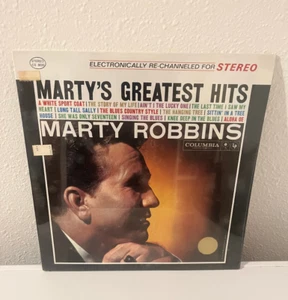 ELECTRONICALLY RE-CHANNELED FOR STEREO
MARTY'S GREATEST HITS
A WHITE SPORT COAT | THE STORY OF MY LIFE | AIN'T I THE LUCKY ONE | THE LAST TIME I SAW MY
HEART | LONG TALL SALLY | THE BLUES COUNTRY STYLE | THE HANGING TREE | SITTIN' IN A TREE
HOUSE | SHE WAS ONLY SEVENTEEN | SINGING THE BLUES | KNEE DEEP IN THE BLUES | ALOHA OE
MARTY ROBBINS
COLUMBIA